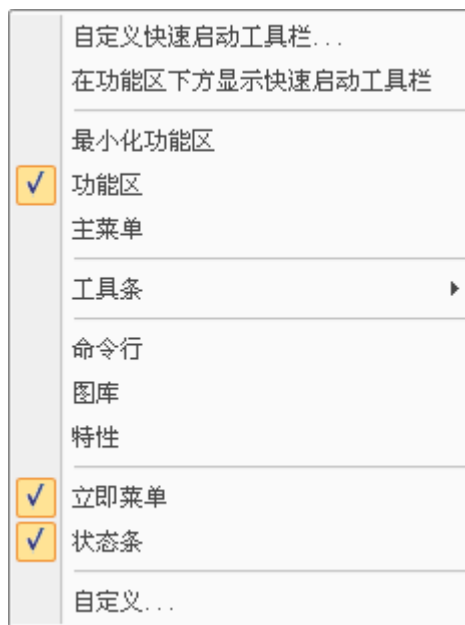 自定义快速启动工具栏...
在功能区下方显示快速启动工具栏
最小化功能区
功能区
主菜单
工具条
命令行
图库
特性
立即菜单
状态条
自定义...